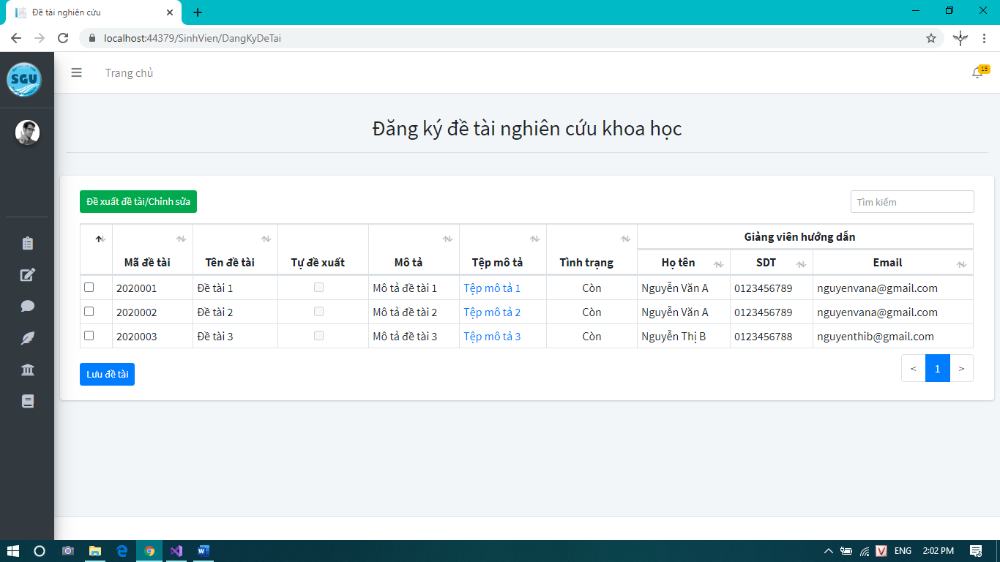 Đề tài nghiên cứu
localhost:44379/SinhVien/DangKyDeTai
SGU
Trang chủ
15
Đăng ký đề tài nghiên cứu khoa học
Đề xuất đề tài/Chỉnh sửa
Tìm kiếm
Giảng viên hướng dẫn
Mã đề tài Tên đề tài Tự đề xuất Mô tả Tệp mô tả Tình trạng Họ tên SDT Email
2020001 Đề tài 1 Mô tả đề tài 1 Tệp mô tả 1 Còn Nguyễn Văn A 0123456789 nguyenvana@gmail.com
2020002 Đề tài 2 Mô tả đề tài 2 Tệp mô tả 2 Còn Nguyễn Văn A 0123456789 nguyenvana@gmail.com
2020003 Đề tài 3 Mô tả đề tài 3 Tệp mô tả 3 Còn Nguyễn Thị B 0123456788 nguyenthib@gmail.com
Lưu đề tài
< 1 >
ENG 2:02 PM